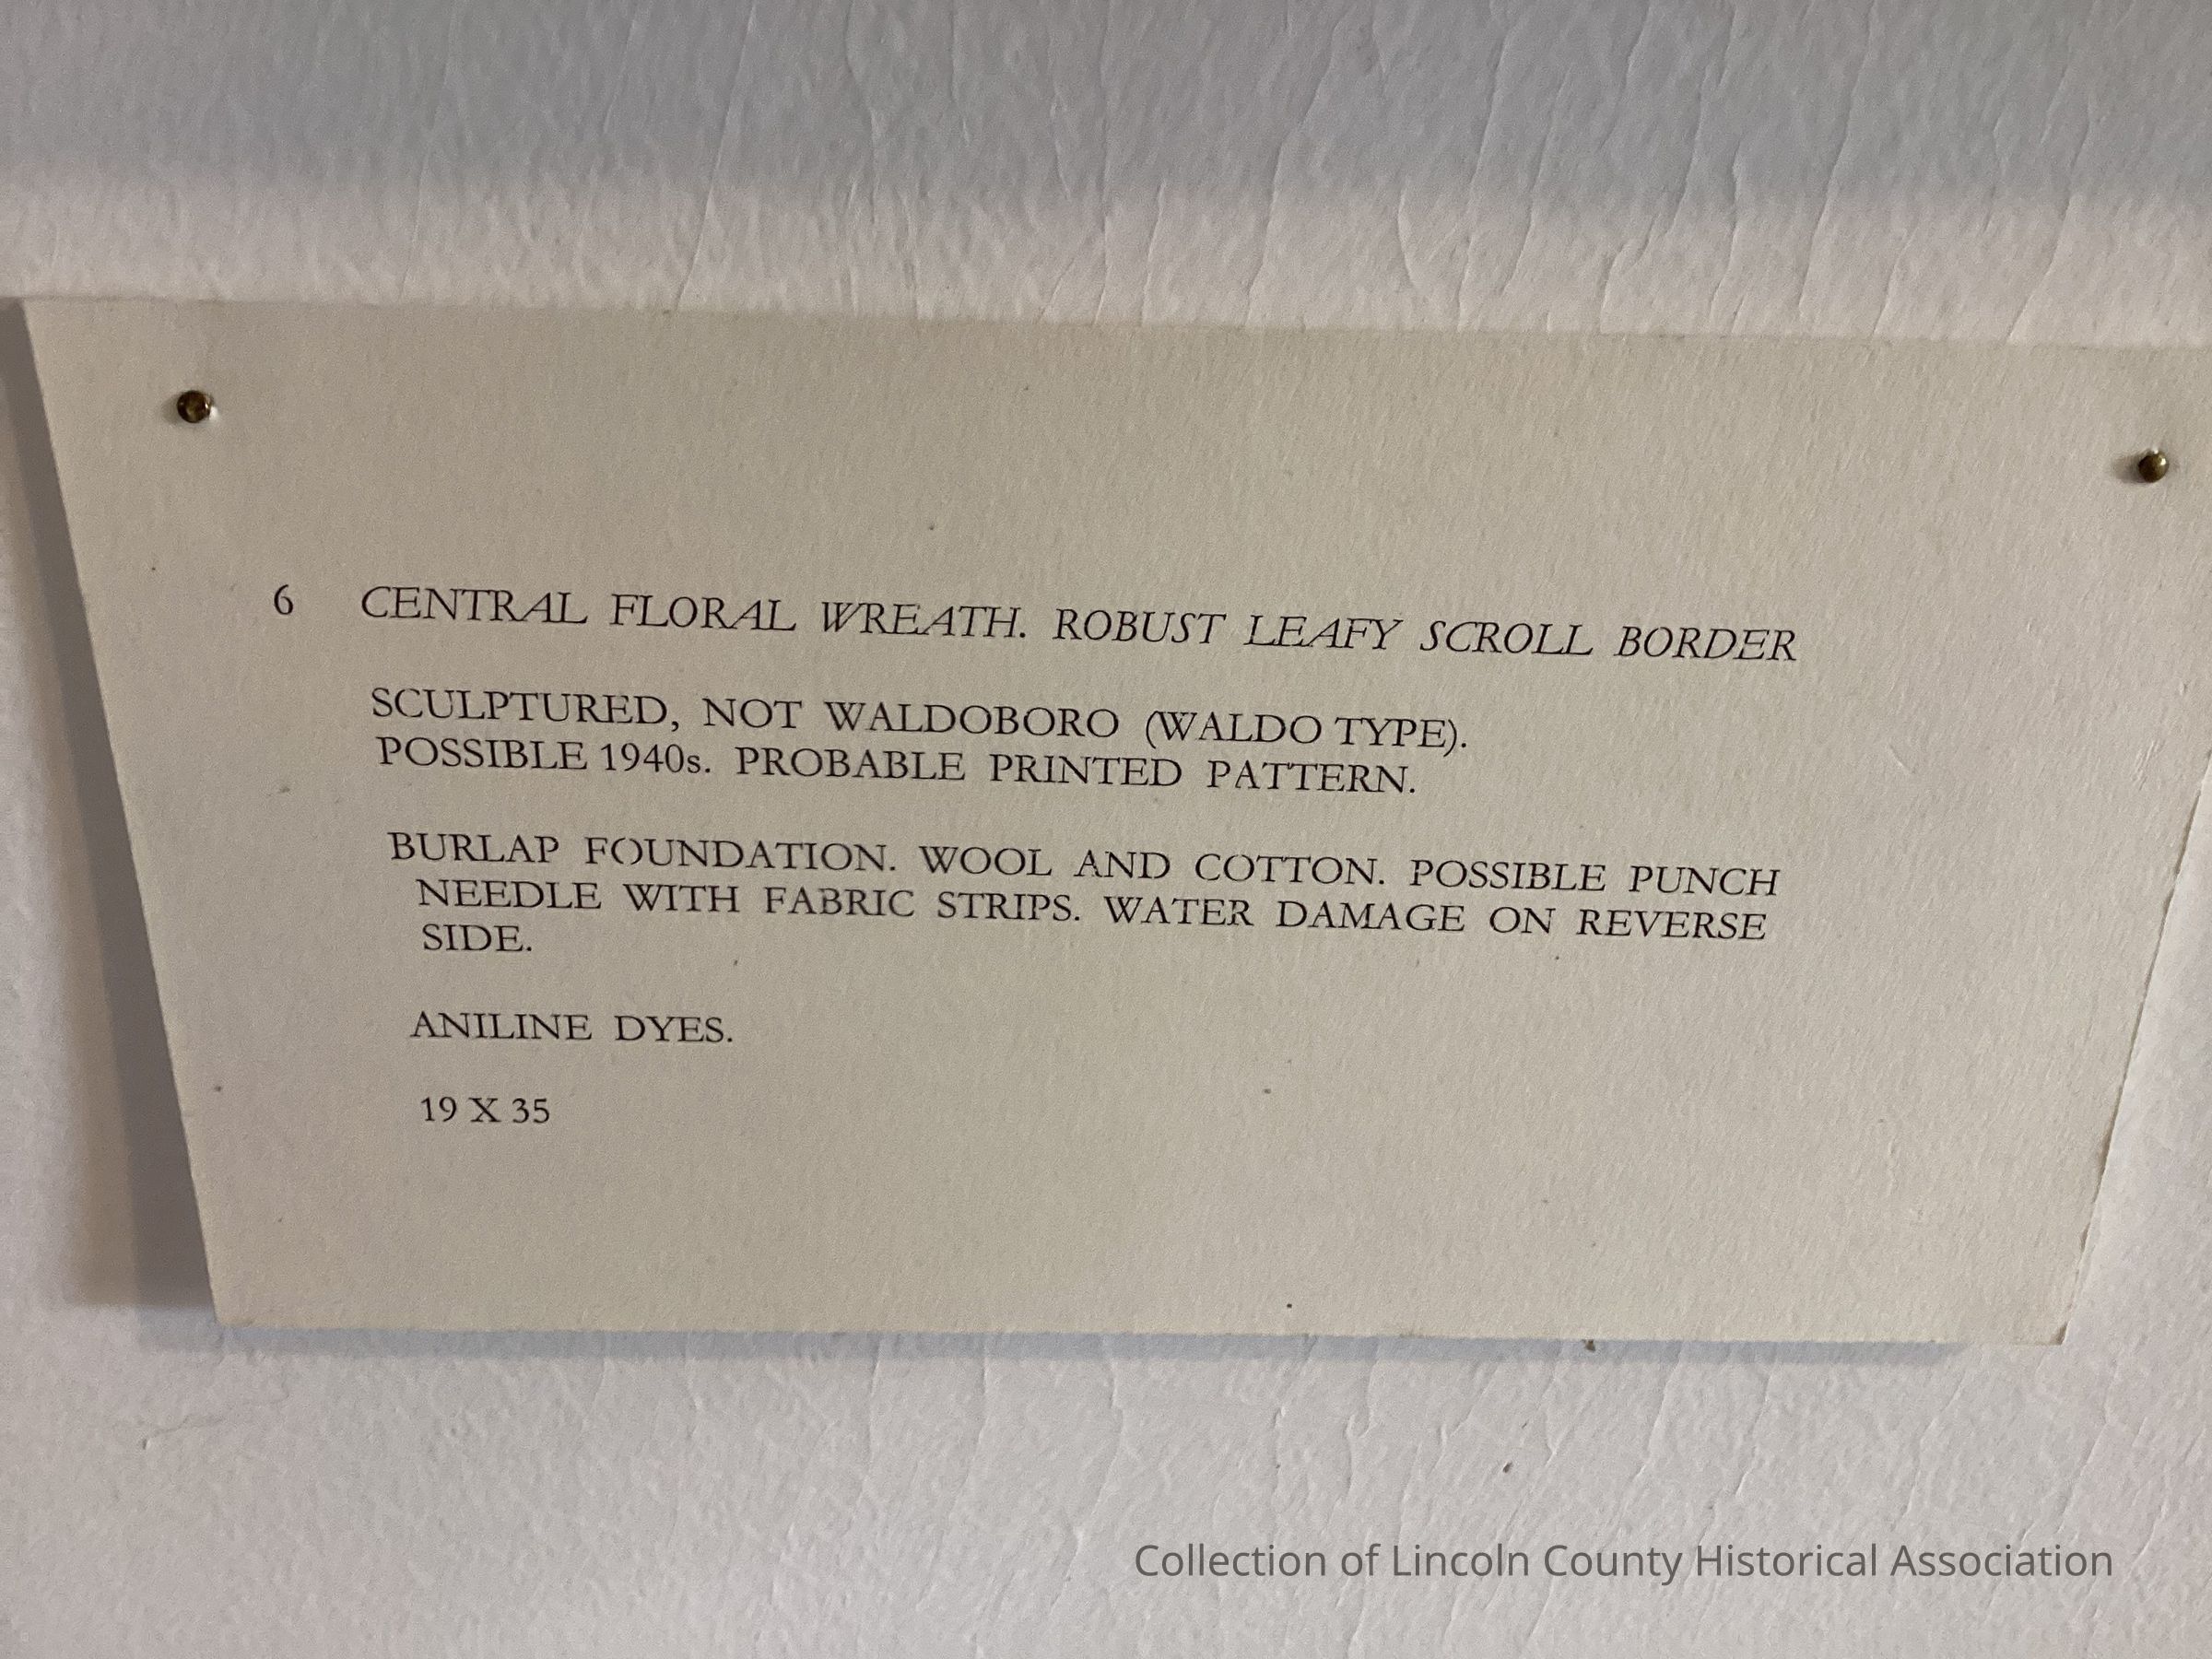 6 CENTRAL FLORAL WREATH. ROBUST LEAFY SCROLL BORDER
SCULPTURED, NOT WALDOBORO (WALDO TYPE).
POSSIBLE 1940s. PROBABLE PRINTED PATTERN.
BURLAP FOUNDATION. WOOL AND COTTON. POSSIBLE PUNCH
NEEDLE WITH FABRIC STRIPS. WATER DAMAGE ON REVERSE
SIDE.
ANILINE DYES.
19 X 35
Collection of Lincoln County Historical Association